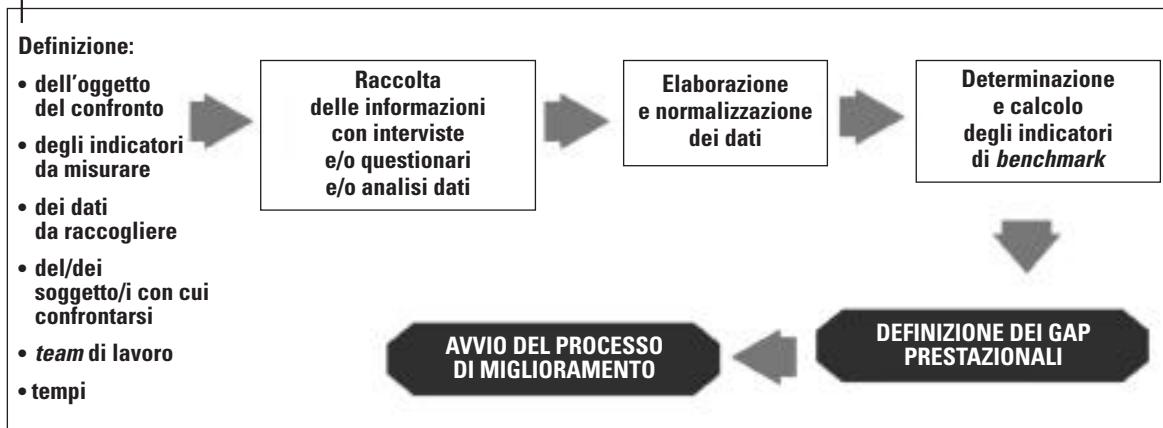 Definizione:
• dell'oggetto
del confronto
• degli indicatori
da misurare
• dei dati
da raccogliere
• del/dei
soggetto/i con cui
confrontarsi
• team di lavoro
• tempi
Raccolta
delle informazioni
con interviste
e/o questionari
e/o analisi dati
Elaborazione
e normalizzazione
dei dati
Determinazione
e calcolo
degli indicatori
di benchmark
DEFINIZIONE DEI GAP
PRESTAZIONALI
AVVIO DEL PROCESSO
DI MIGLIORAMENTO